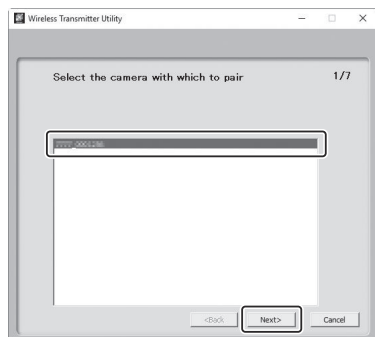 Wireless Transmitter Utility
Select the camera with which to pair
1/7
<Back
Next>
Cancel